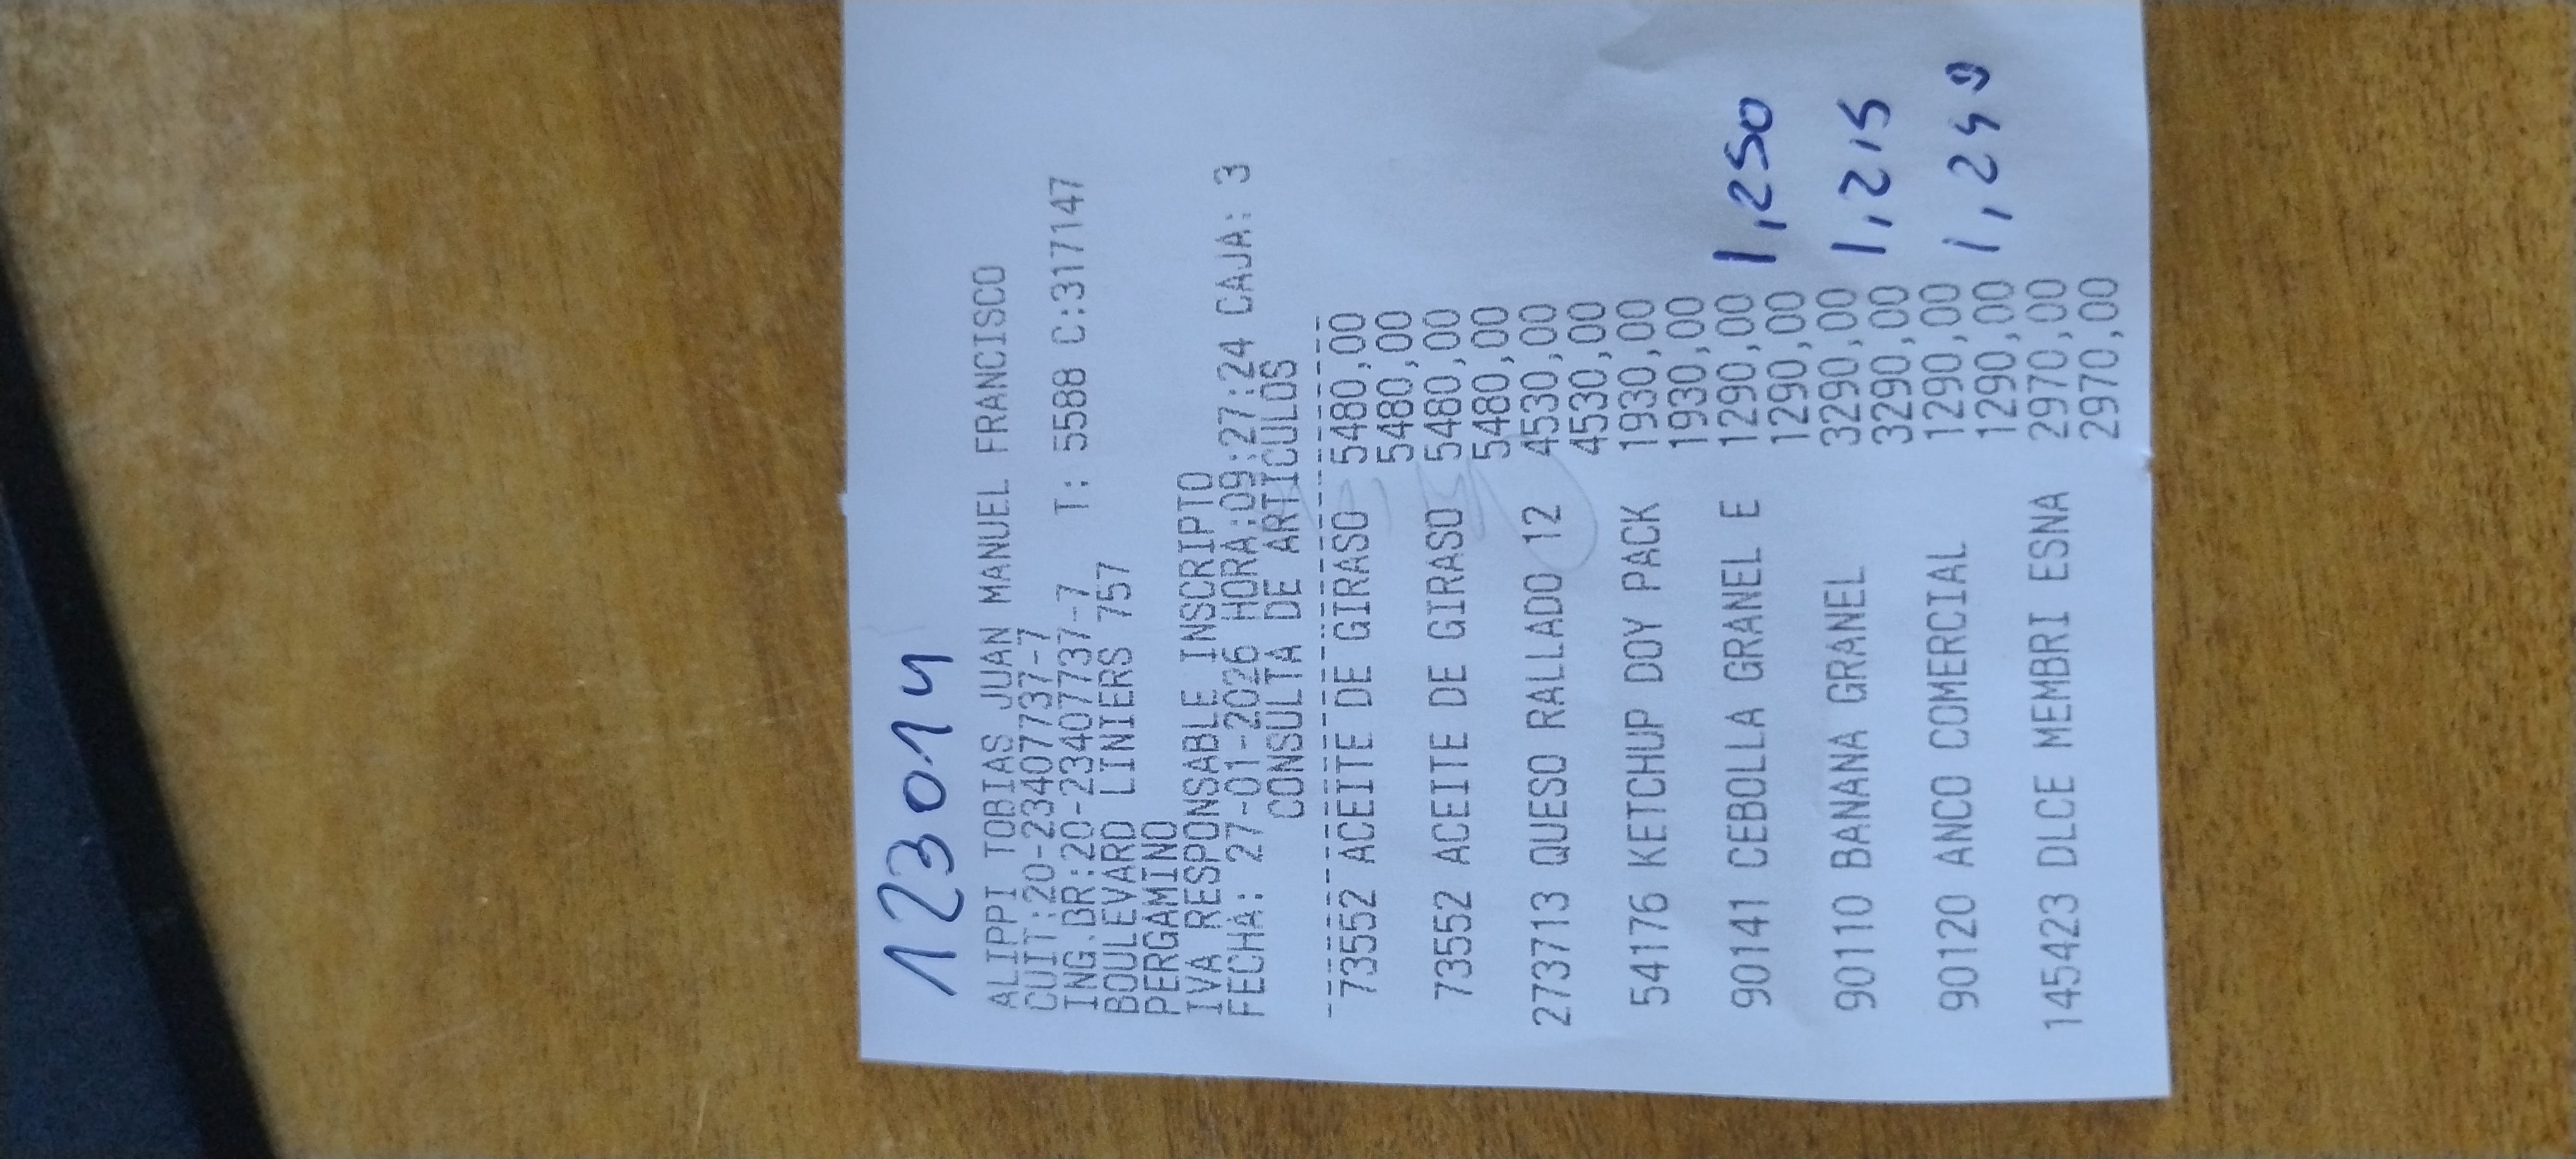 123014
ALIPPI TOBIAS JUAN MANUEL FRANCISCO
CUIT:20-23407737-7
ING.BR:20-23407737-7 T: 5588 C:317147
BOULEVARD LINIERS 757
PERGAMINO
IVA RESPONSABLE INSCRIPTO
FECHA: 27-01-2026 HORA:09:27:24 CAJA: 3
CONSULTA DE ARTICULOS
73552 ACEITE DE GIRASO 5480,00
5480,00
73552 ACEITE DE GIRASO 5480,00
5480,00
273713 QUESO RALLADO 12 4530,00
4530,00
54176 KETCHUP DOY PACK 1930,00
1930,00
90141 CEBOLLA GRANEL E 1290,00 1,250
1290,00
90110 BANANA GRANEL 3290,00 1,215
3290,00
90120 ANCO COMERCIAL 1290,00 1,249
1290,00
145423 DLCE MEMBRI ESNA 2970,00
2970,00